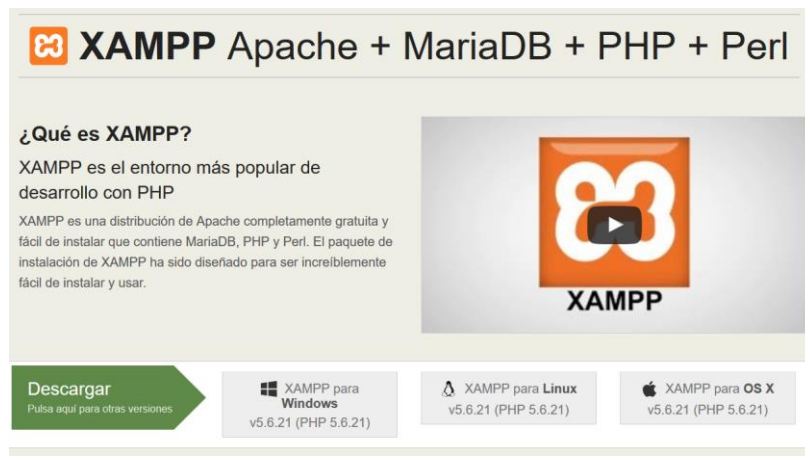 XAMPP Apache + MariaDB + PHP + Perl
¿Qué es XAMPP?
XAMPP es el entorno más popular de
desarrollo con PHP
XAMPP es una distribución de Apache completamente gratuita y
fácil de instalar que contiene MariaDB, PHP y Perl. El paquete de
instalación de XAMPP ha sido diseñado para ser increíblemente
fácil de instalar y usar.
XAMPP
Descargar
Pulsa aquí para otras versiones
XAMPP para
Windows
v5.6.21 (PHP 5.6.21)
XAMPP para Linux
v5.6.21 (PHP 5.6.21)
XAMPP para OS X
v5.6.21 (PHP 5.6.21)